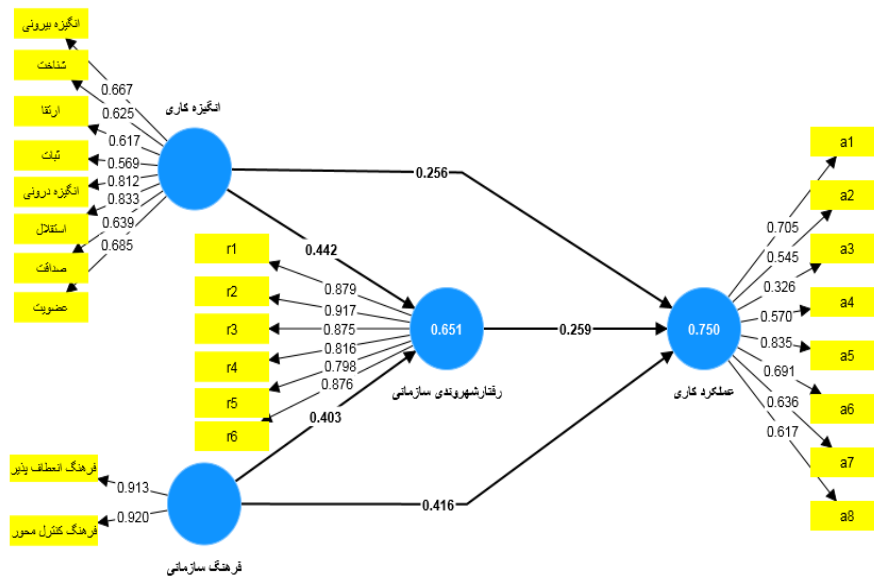 انگیزه بیرونی
شناخت
ارتقا
ثبات
انگیزه درونی
استقلال
صداقت
عضویت
0.667
0.625
0.617
0.569
0.812
0.833
0.639
0.685
انگیزه کاری
0.256
0.442
r1
r2
r3
r4
r5
r6
0.879
0.917
0.875
0.816
0.798
0.876
0.651
رفتارشهروندی سازمانی
0.259
0.403
0.416
فرهنگ انعطاف پذیر
فرهنگ کنترل محور
0.913
0.920
فرهنگ سازمانی
0.750
عملکرد کاری
0.705
0.545
0.326
0.570
0.835
0.691
0.636
0.617
a1
a2
a3
a4
a5
a6
a7
a8